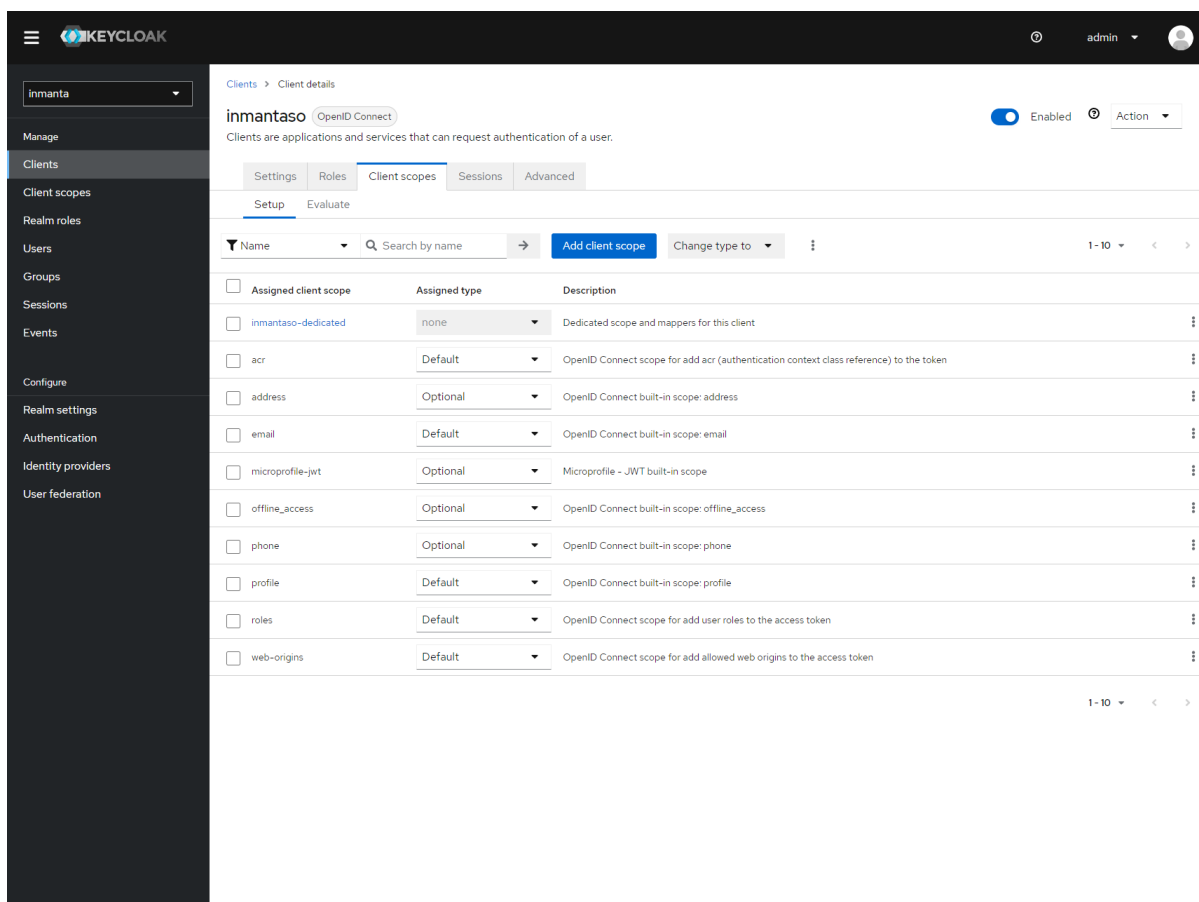 KEYCLOAK
admin
inmanta
Manage
Clients
Client scopes
Realm roles
Users
Groups
Sessions
Events
Configure
Realm settings
Authentication
Identity providers
User federation
Clients > Client details
inmantaso OpenID Connect
Enabled Action
Clients are applications and services that can request authentication of a user.
Settings Roles Client scopes Sessions Advanced
Setup Evaluate
Name Search by name Add client scope Change type to 1 - 10
Assigned client scope Assigned type Description
inmantaso-dedicated none Dedicated scope and mappers for this client
acr Default OpenID Connect scope for add acr (authentication context class reference) to the token
address Optional OpenID Connect built-in scope: address
email Default OpenID Connect built-in scope: email
microprofile-jwt Optional Microprofile - JWT built-in scope
offline_access Optional OpenID Connect built-in scope: offline_access
phone Optional OpenID Connect built-in scope: phone
profile Default OpenID Connect built-in scope: profile
roles Default OpenID Connect scope for add user roles to the access token
web-origins Default OpenID Connect scope for add allowed web origins to the access token
1 - 10